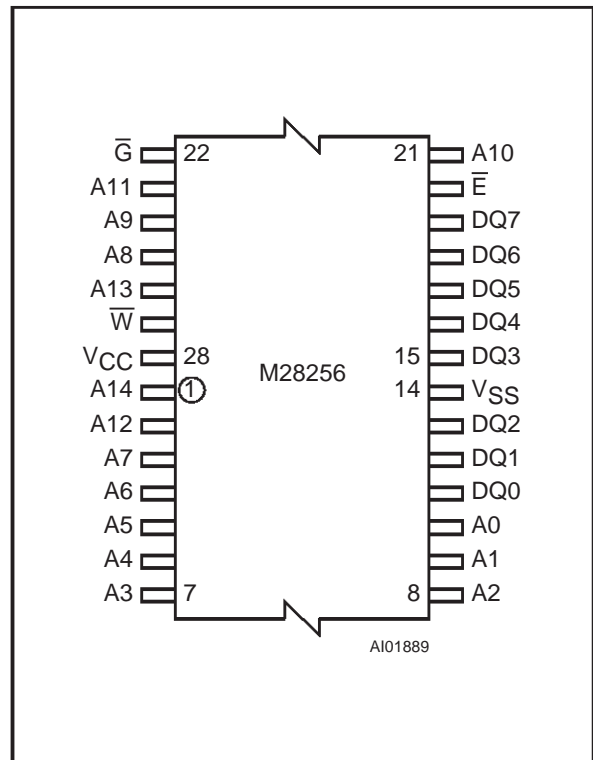 G̅ 22 21 A10
A11 E̅
A9 DQ7
A8 DQ6
A13 DQ5
W̅ DQ4
VCC 28 15 DQ3
M28256
A14 1 14 VSS
A12 DQ2
A7 DQ1
A6 DQ0
A5 A0
A4 A1
A3 7 8 A2
AI01889